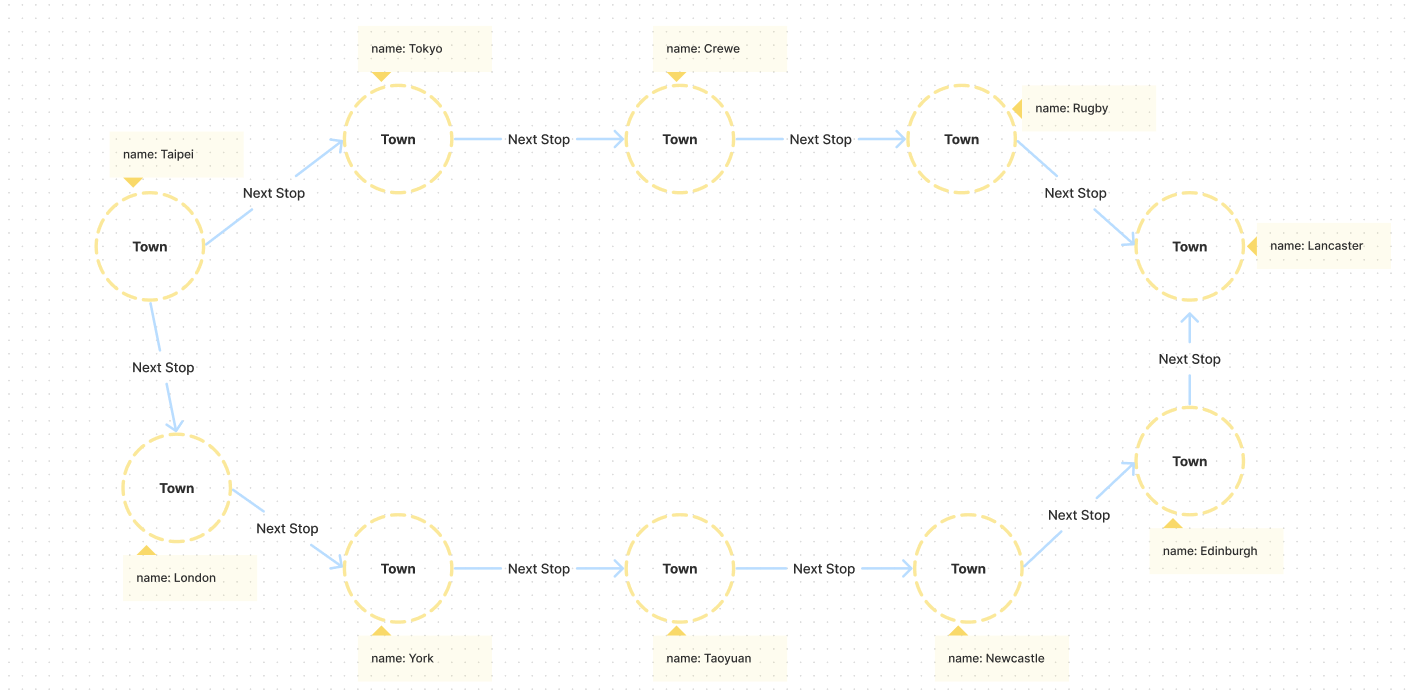 name: Tokyo
name: Crewe
name: Rugby
Town
Next Stop
Town
Next Stop
Town
name: Taipei
Next Stop
Next Stop
Town
Town
name: Lancaster
Next Stop
Next Stop
Town
Town
name: London
Next Stop
Next Stop
name: Edinburgh
Town
Next Stop
Town
Next Stop
Town
name: York
name: Taoyuan
name: Newcastle